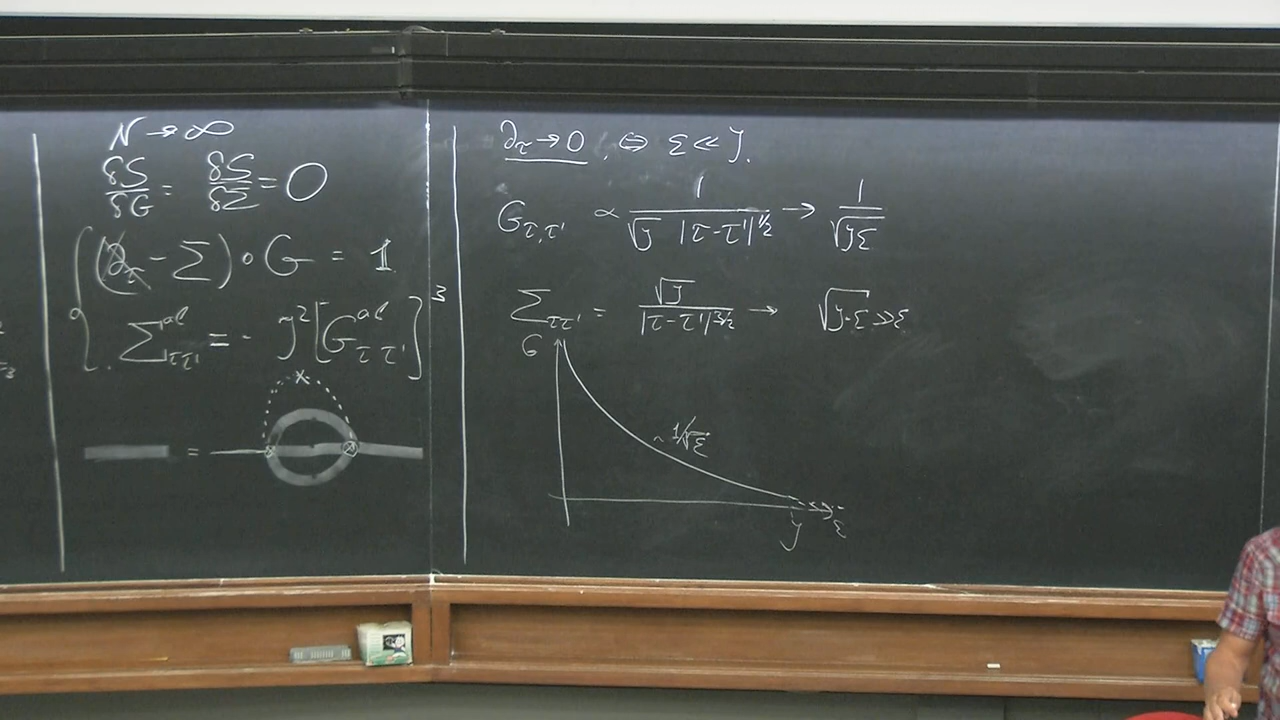 N → ∞
δS/δG = δS/δΣ = 0
(∂τ - Σ) ∘ G = 1
Σ^{ab}_{ττ'} = - J²[G^{ab}_{ττ'}]³
=
∂τ → 0, ⇔ ε ≪ J.
G_{τ,τ'} ∝ 1/(√J |τ-τ'|^{1/2}) → 1/√(Jε)
Σ_{ττ'} = √J/|τ-τ'|^{3/2} → √(J·ε) ≫ ε
G
~ 1/√ε
J ε